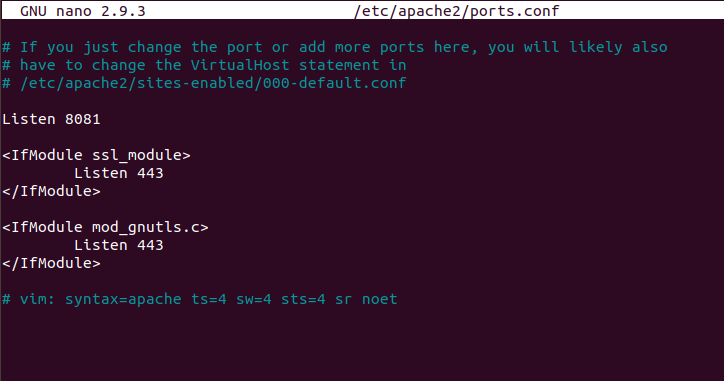 GNU nano 2.9.3 /etc/apache2/ports.conf
# If you just change the port or add more ports here, you will likely also
# have to change the VirtualHost statement in
# /etc/apache2/sites-enabled/000-default.conf
Listen 8081
<IfModule ssl_module>
Listen 443
</IfModule>
<IfModule mod_gnutls.c>
Listen 443
</IfModule>
# vim: syntax=apache ts=4 sw=4 sts=4 sr noet